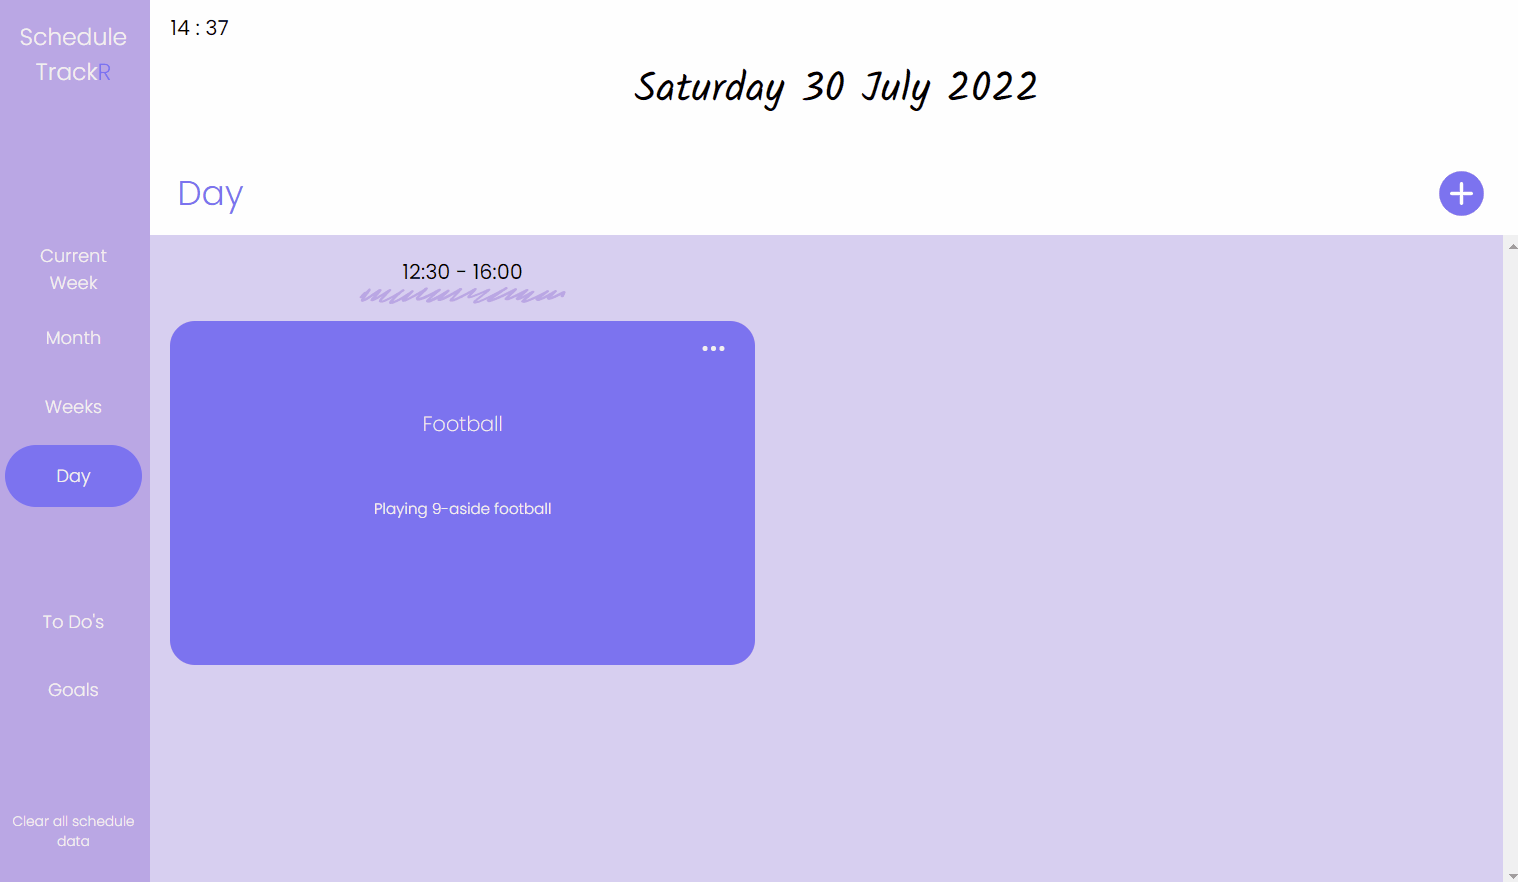 Schedule
TrackR
14 : 37
Saturday 30 July 2022
Day
Current
Week
Month
Weeks
Day
To Do's
Goals
Clear all schedule
data
12:30 - 16:00
Football
Playing 9-aside football